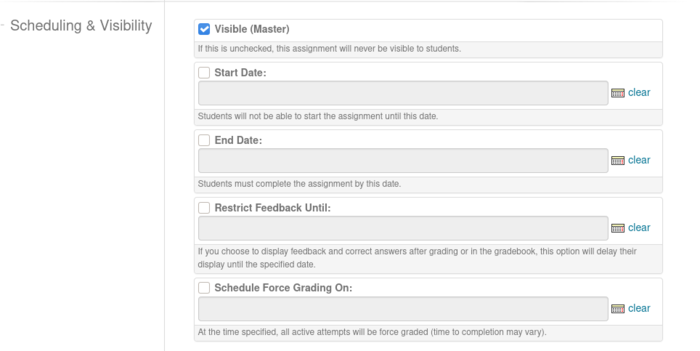 Scheduling & Visibility
Visible (Master)
If this is unchecked, this assignment will never be visible to students.
Start Date:
clear
Students will not be able to start the assignment until this date.
End Date:
clear
Students must complete the assignment by this date.
Restrict Feedback Until:
clear
If you choose to display feedback and correct answers after grading or in the gradebook, this option will delay their
display until the specified date.
Schedule Force Grading On:
clear
At the time specified, all active attempts will be force graded (time to completion may vary).